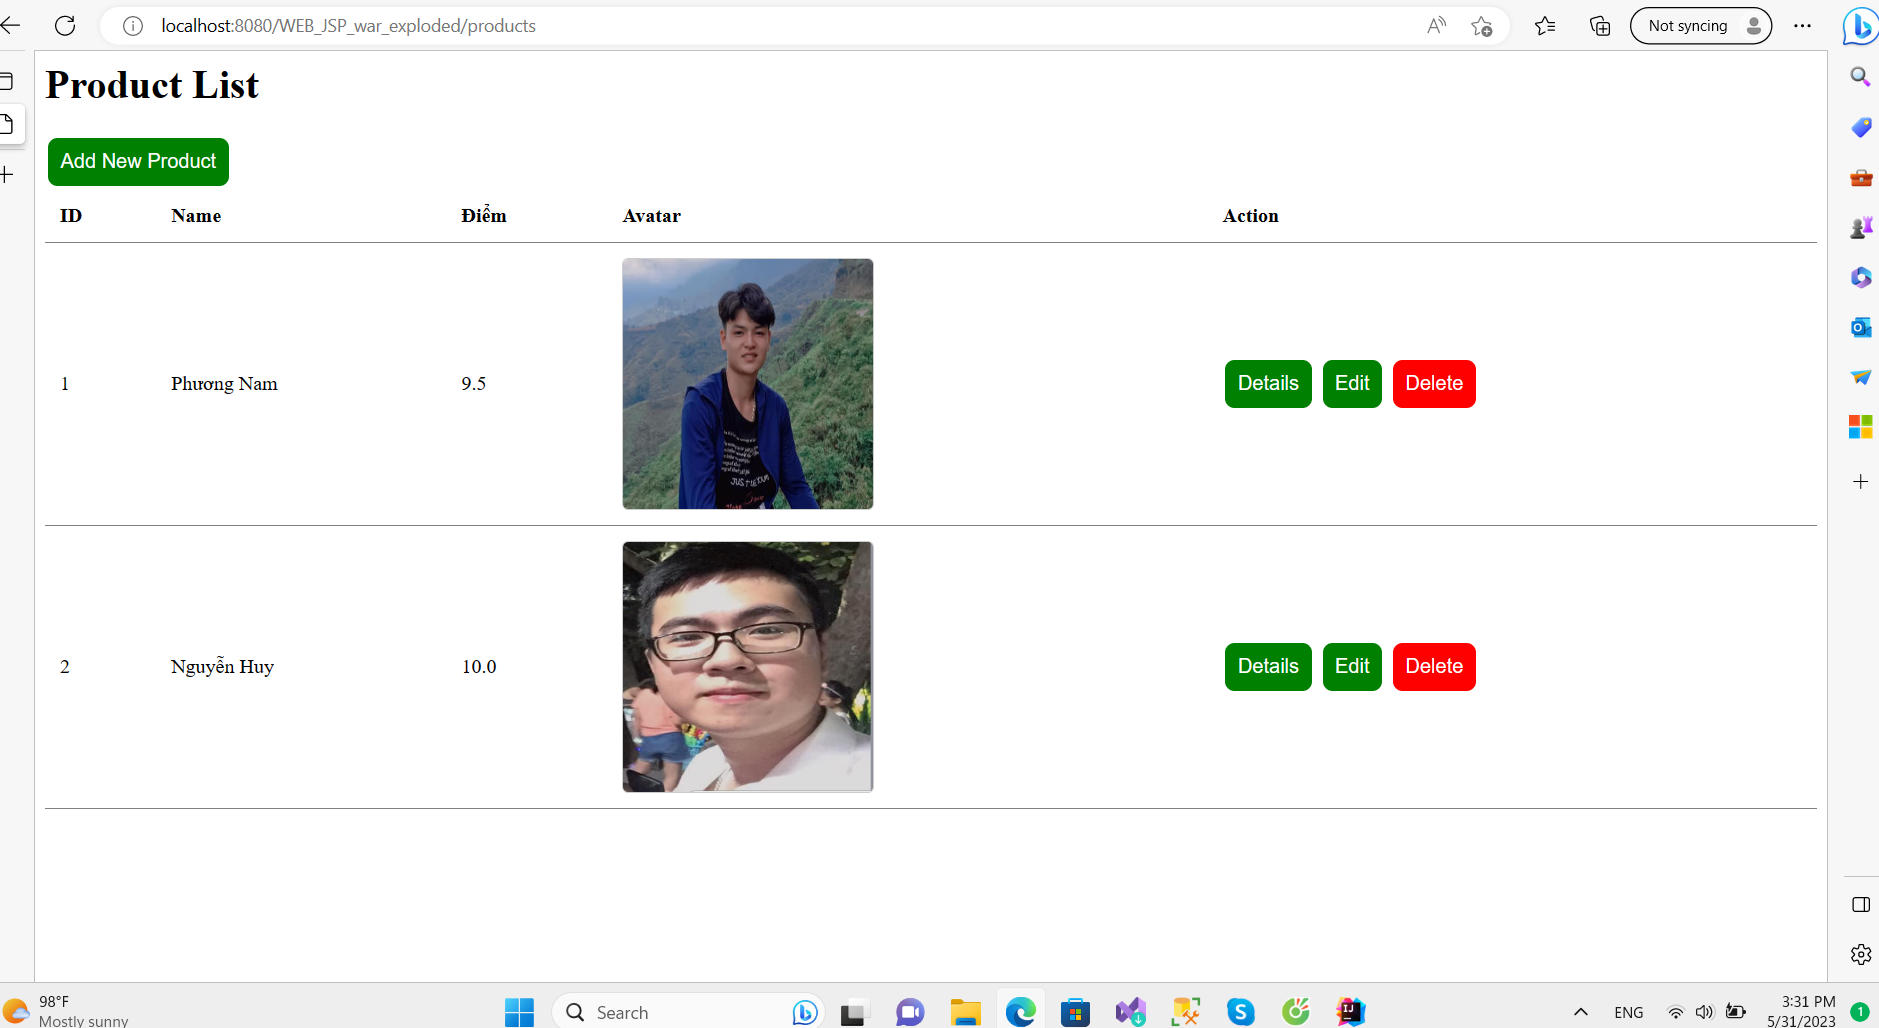 localhost:8080/WEB_JSP_war_exploded/products
Not syncing
Product List
Add New Product
ID Name Điểm Avatar Action
1 Phương Nam 9.5 Details Edit Delete
JUST
2 Nguyễn Huy 10.0 Details Edit Delete
98°F
Mostly sunny
Search
ENG
3:31 PM
5/31/2023
1